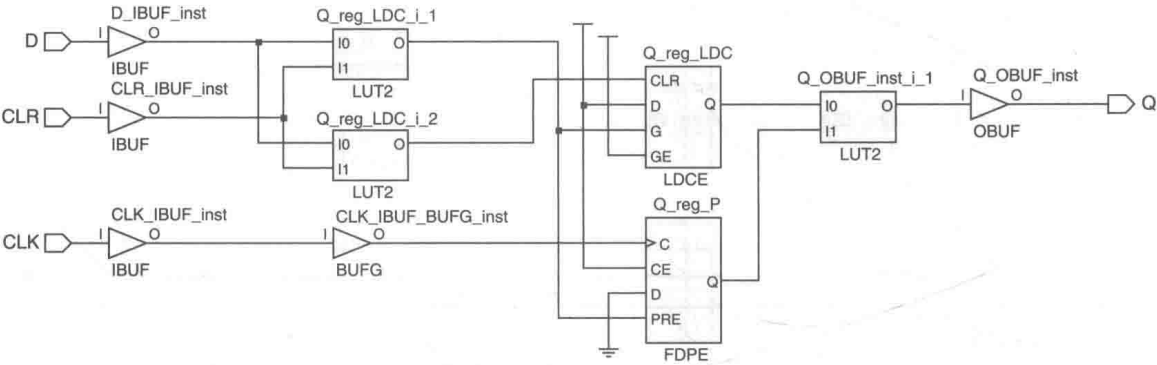 D_IBUF_inst
Q_reg_LDC_i_1
D
I
O
IBUF
I0
I1
O
LUT2
CLR_IBUF_inst
CLR
I
O
IBUF
Q_reg_LDC_i_2
I0
I1
O
LUT2
Q_reg_LDC
CLR
D
G
GE
Q
LDCE
Q_OBUF_inst_i_1
I0
I1
O
LUT2
Q_OBUF_inst
I
O
OBUF
Q
CLK_IBUF_inst
CLK
I
O
IBUF
CLK_IBUF_BUFG_inst
I
O
BUFG
Q_reg_P
C
CE
D
PRE
Q
FDPE